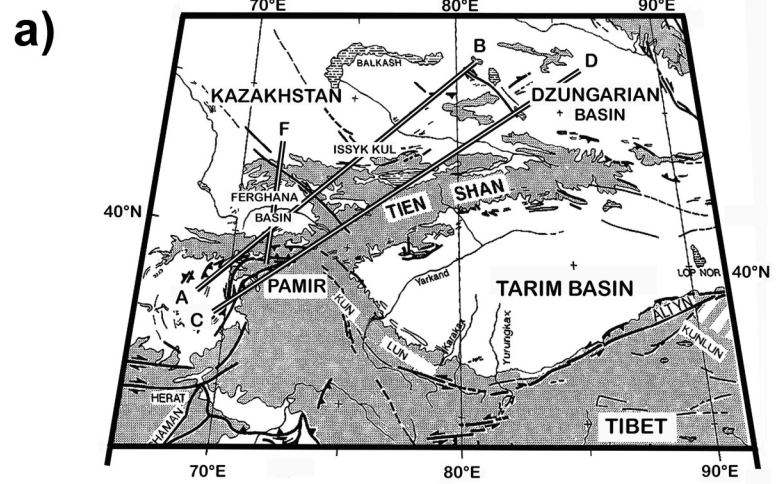 a)
70°E
80°E
90°E
B
D
BALKASH
KAZAKHSTAN
DZUNGARIAN
BASIN
F
ISSYK KUL
FERGHANA
BASIN
TIEN SHAN
40°N
40°N
LOP NOR
A
C
PAMIR
Yarkand
TARIM BASIN
KUN
LUN
Karakax
Yurungkax
ALTYN
KUNLUN
HERAT
HAMAN
TIBET
70°E
80°E
90°E